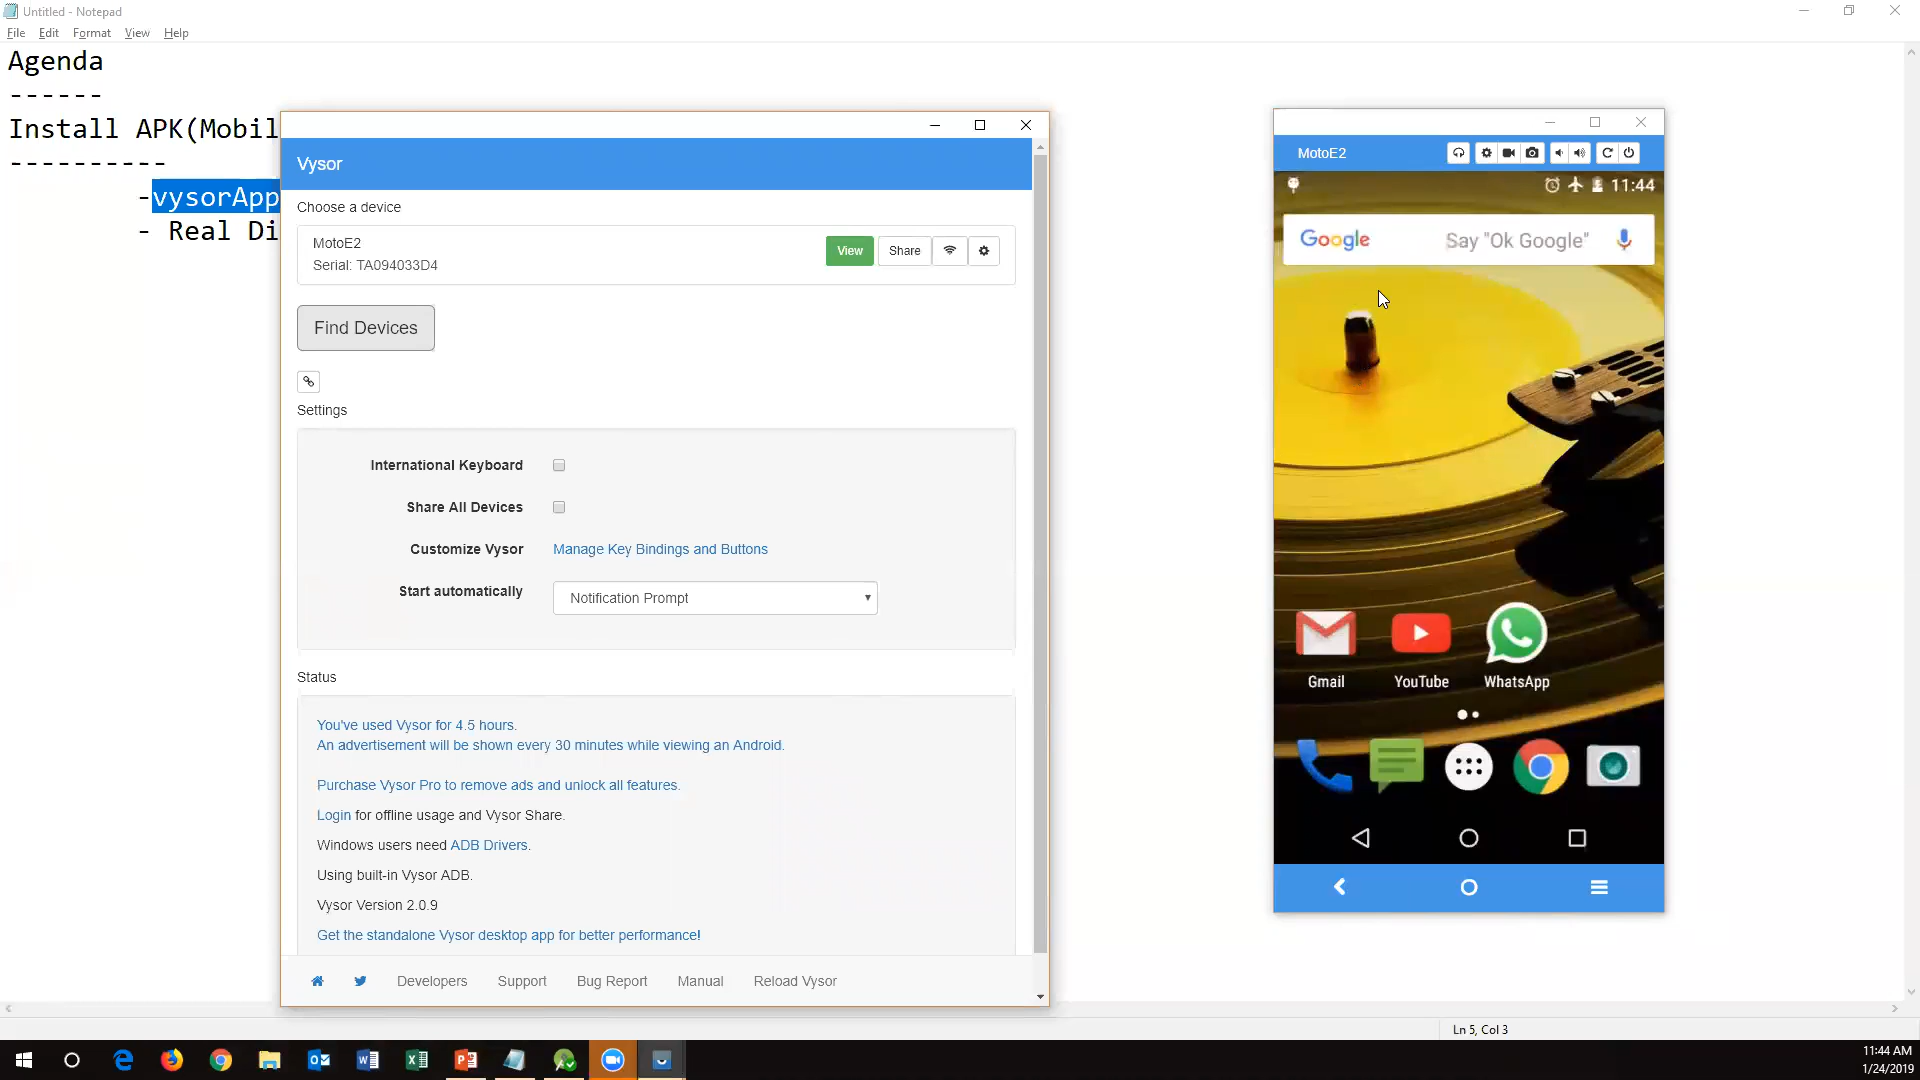 Untitled - Notepad
File Edit Format View Help
Agenda
------
Install APK(Mobil
----------
-vysorApp
- Real Di
Vysor
Choose a device
MotoE2
Serial: TA094033D4
View Share
Find Devices
Settings
International Keyboard
Share All Devices
Customize Vysor Manage Key Bindings and Buttons
Start automatically Notification Prompt
Status
You've used Vysor for 4.5 hours.
An advertisement will be shown every 30 minutes while viewing an Android.
Purchase Vysor Pro to remove ads and unlock all features.
Login for offline usage and Vysor Share.
Windows users need ADB Drivers.
Using built-in Vysor ADB.
Vysor Version 2.0.9
Get the standalone Vysor desktop app for better performance!
Developers Support Bug Report Manual Reload Vysor
MotoE2
11:44
Google Say "Ok Google"
Gmail YouTube WhatsApp
Ln 5, Col 3
11:44 AM
1/24/2019